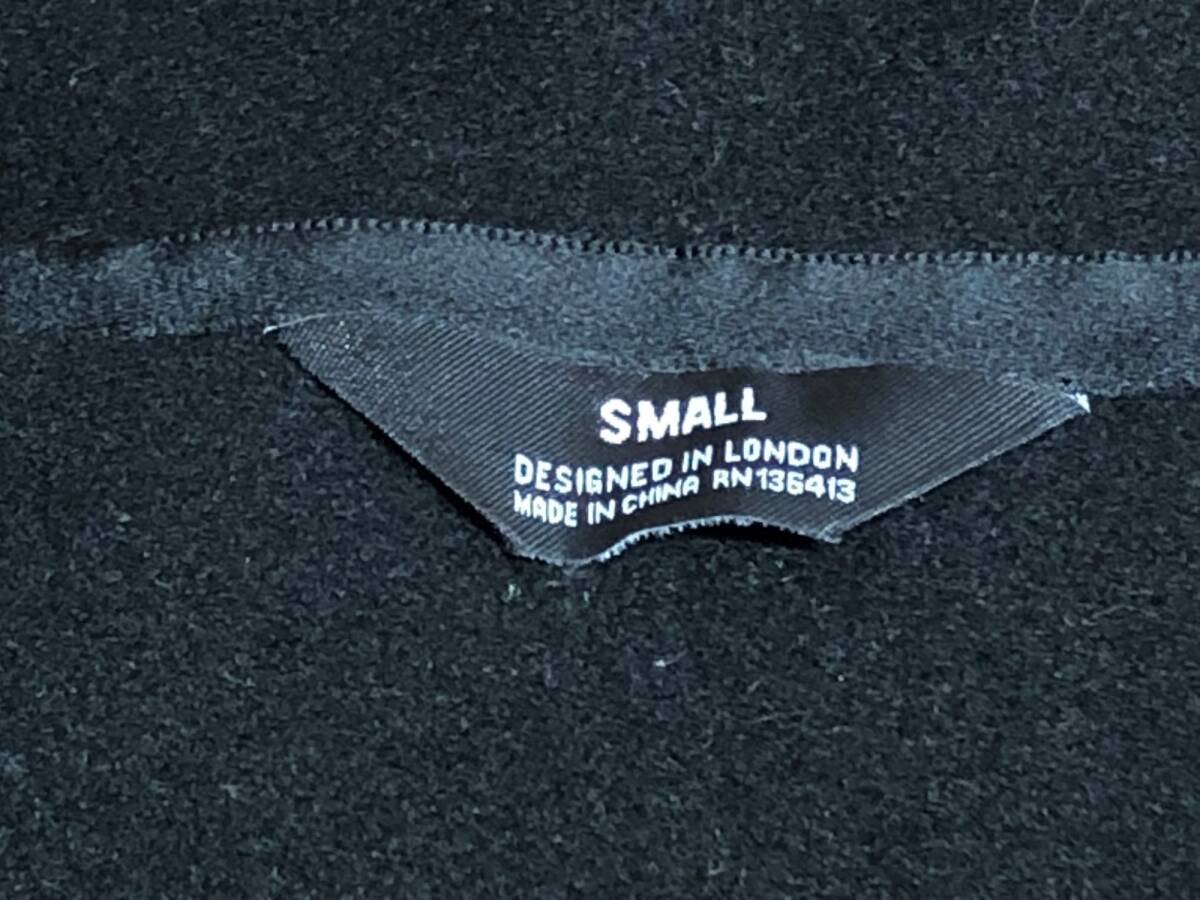 SMALL
DESIGNED IN LONDON
MADE IN CHINA RN136413